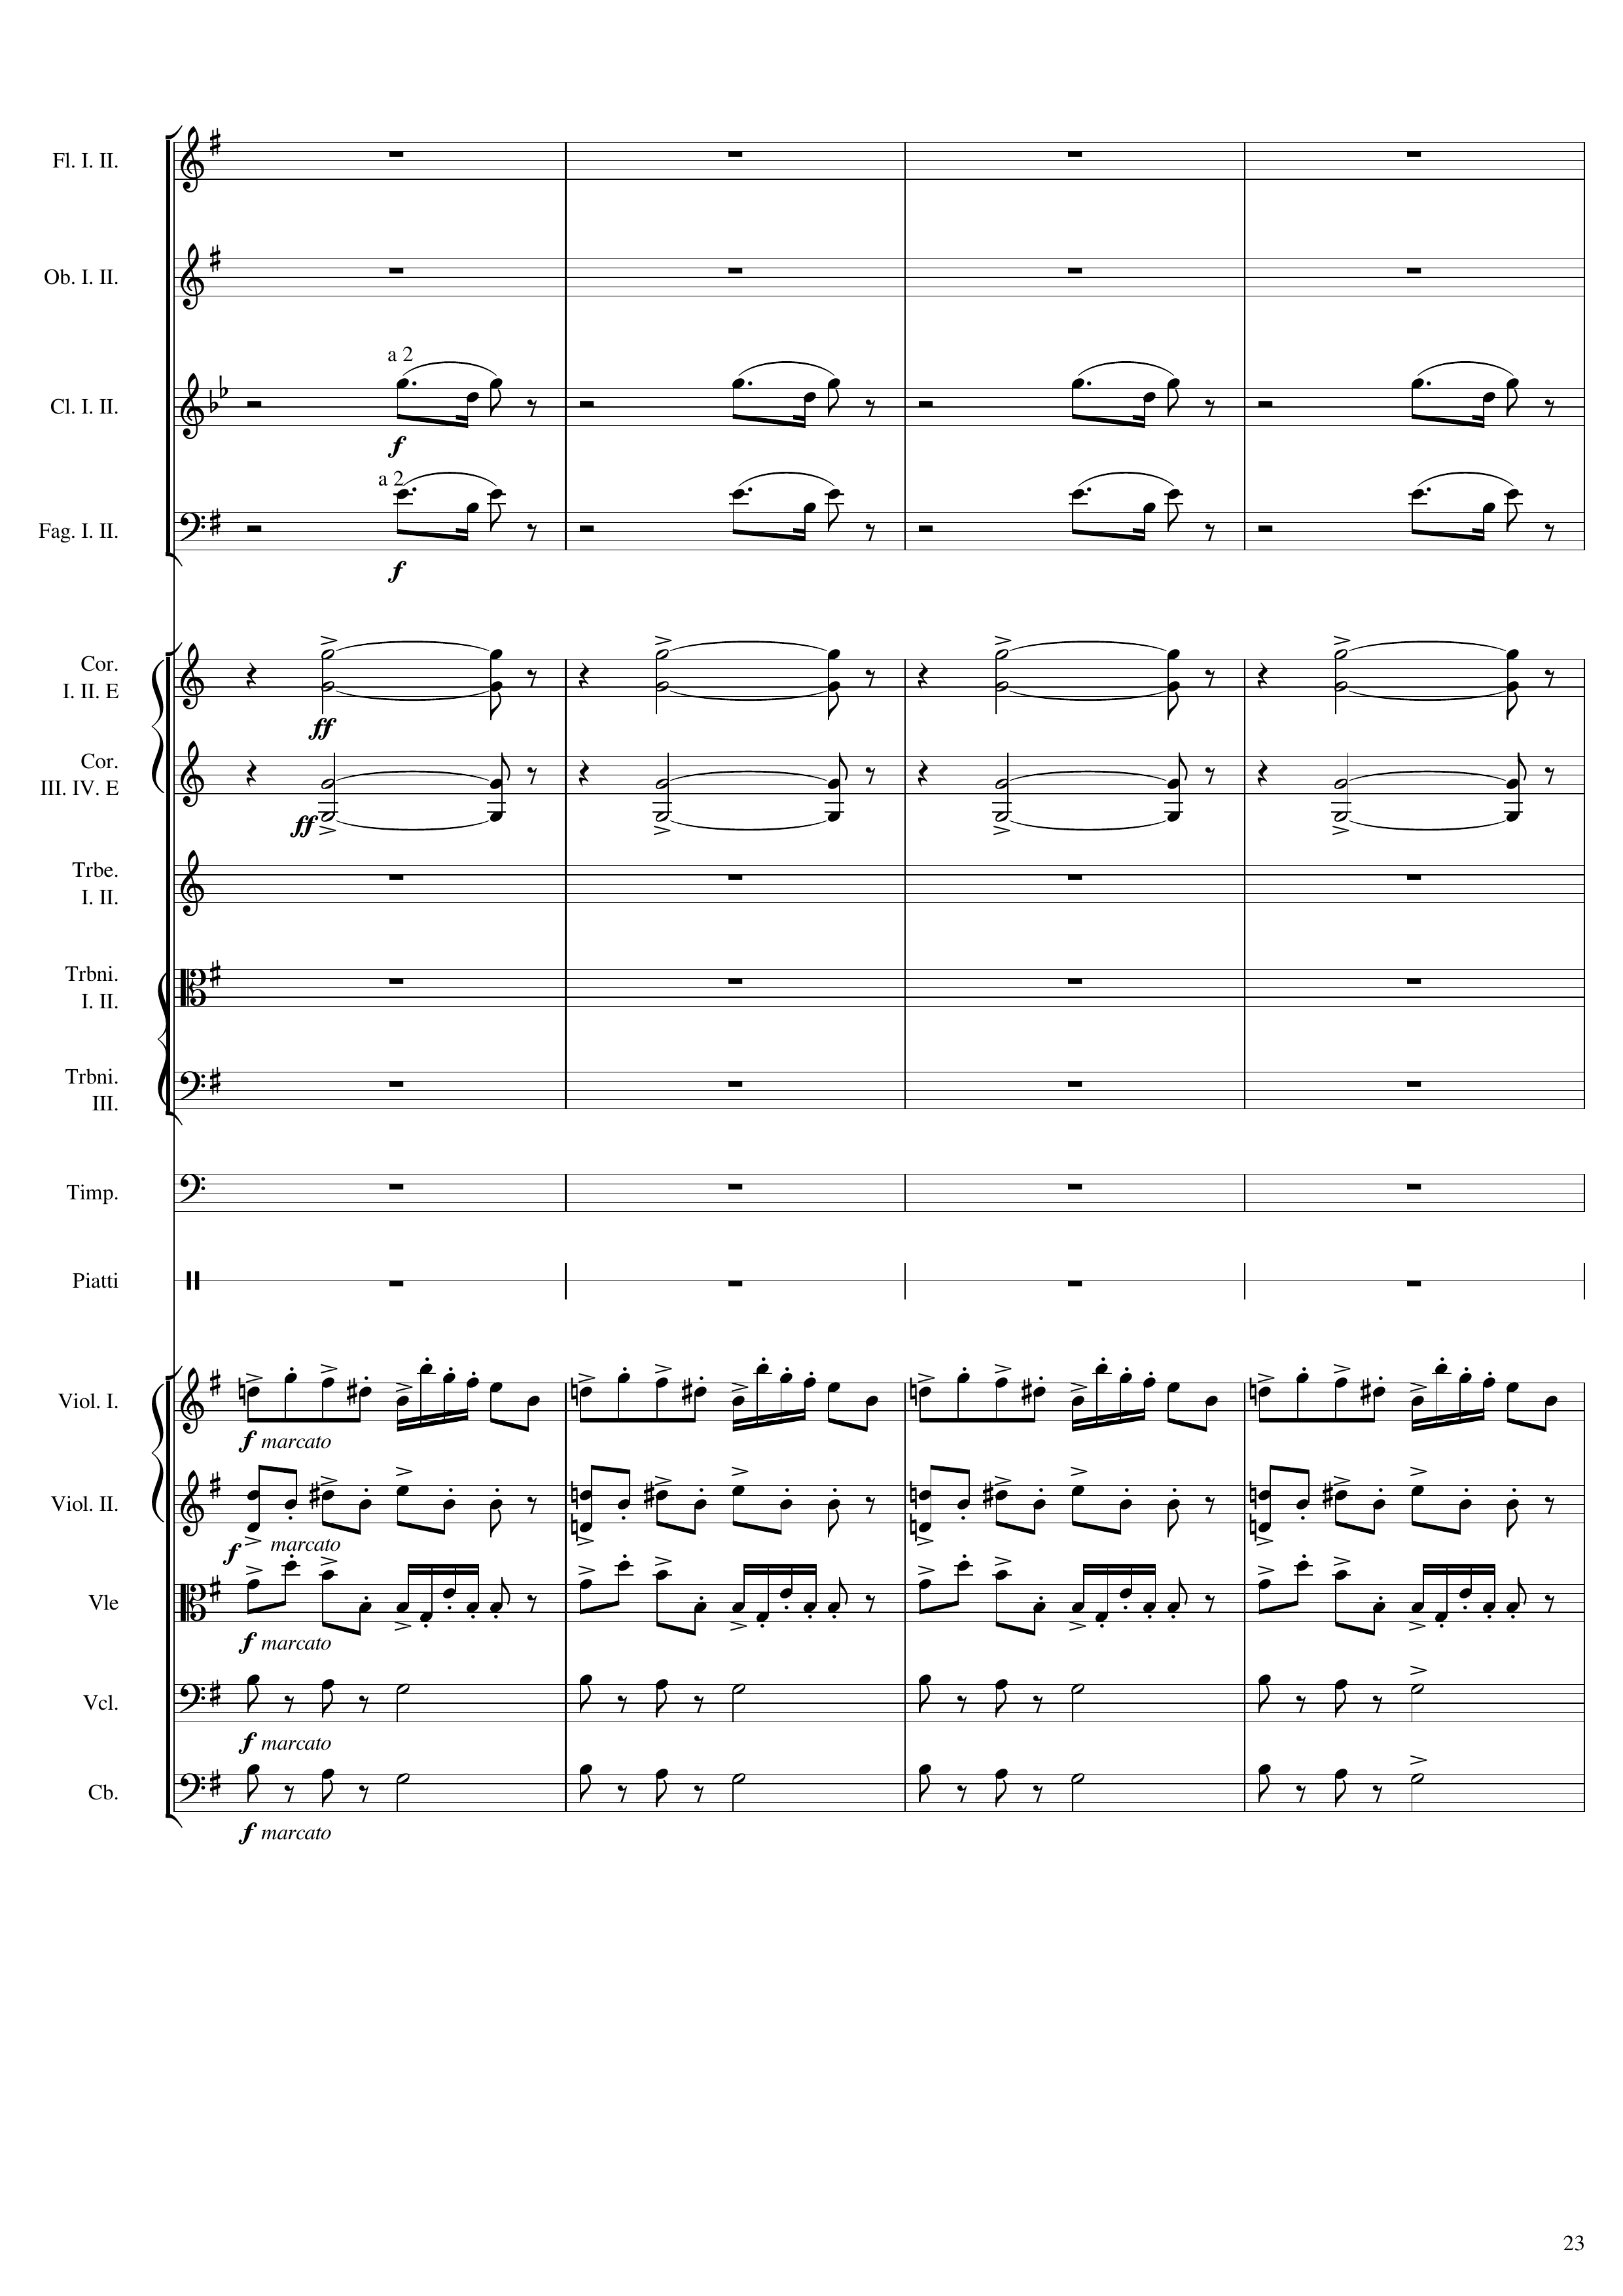 Fl. I. II.
Ob. I. II.
a 2
Cl. I. II.
f
a 2
Fag. I. II.
f
Cor.
I. II. E
ff
Cor.
III. IV. E
ff
Trbe.
I. II.
Trbni.
I. II.
Trbni.
III.
Timp.
Piatti
Viol. I.
f marcato
Viol. II.
f marcato
Vle
f marcato
Vcl.
f marcato
Cb.
f marcato
23